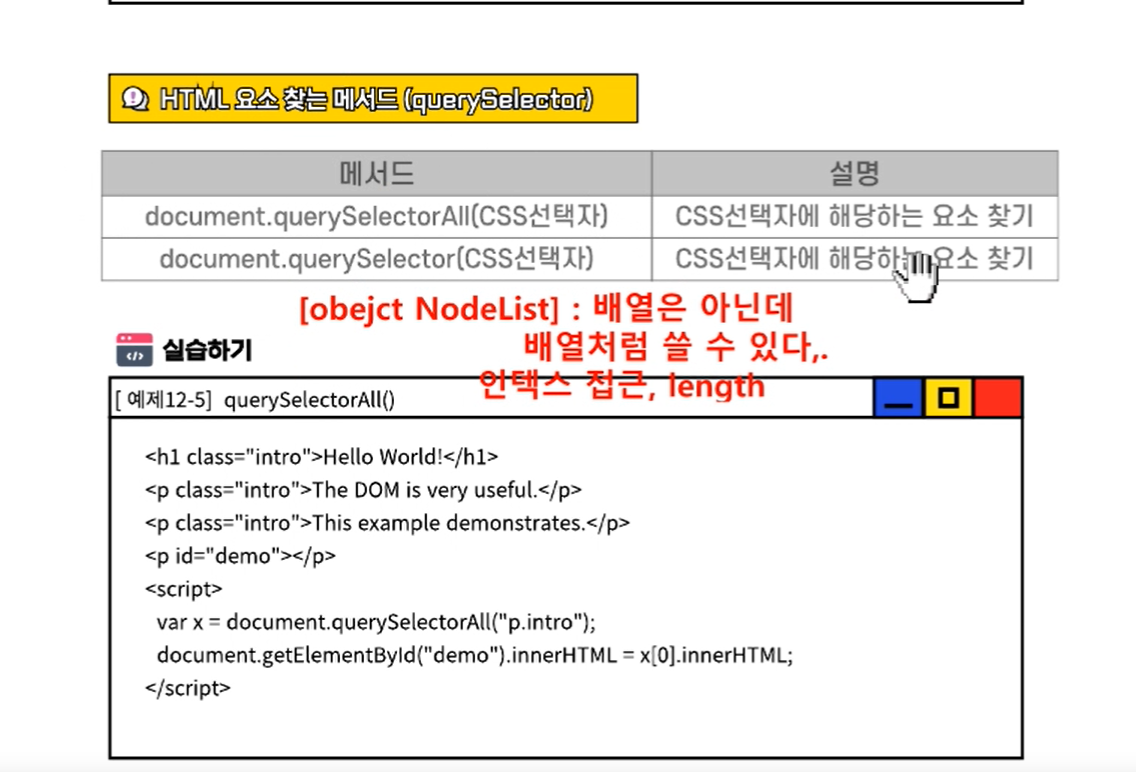 HTML 요소 찾는 메서드 (querySelector)
메서드 설명
document.querySelectorAll(CSS선택자) CSS선택자에 해당하는 요소 찾기
document.querySelector(CSS선택자) CSS선택자에 해당하는 요소 찾기
[obejct NodeList] : 배열은 아닌데
배열처럼 쓸 수 있다,.
인택스 접근, length
실습하기
[ 예제12-5] querySelectorAll()
<h1 class="intro">Hello World!</h1>
<p class="intro">The DOM is very useful.</p>
<p class="intro">This example demonstrates.</p>
<p id="demo"></p>
<script>
var x = document.querySelectorAll("p.intro");
document.getElementById("demo").innerHTML = x[0].innerHTML;
</script>